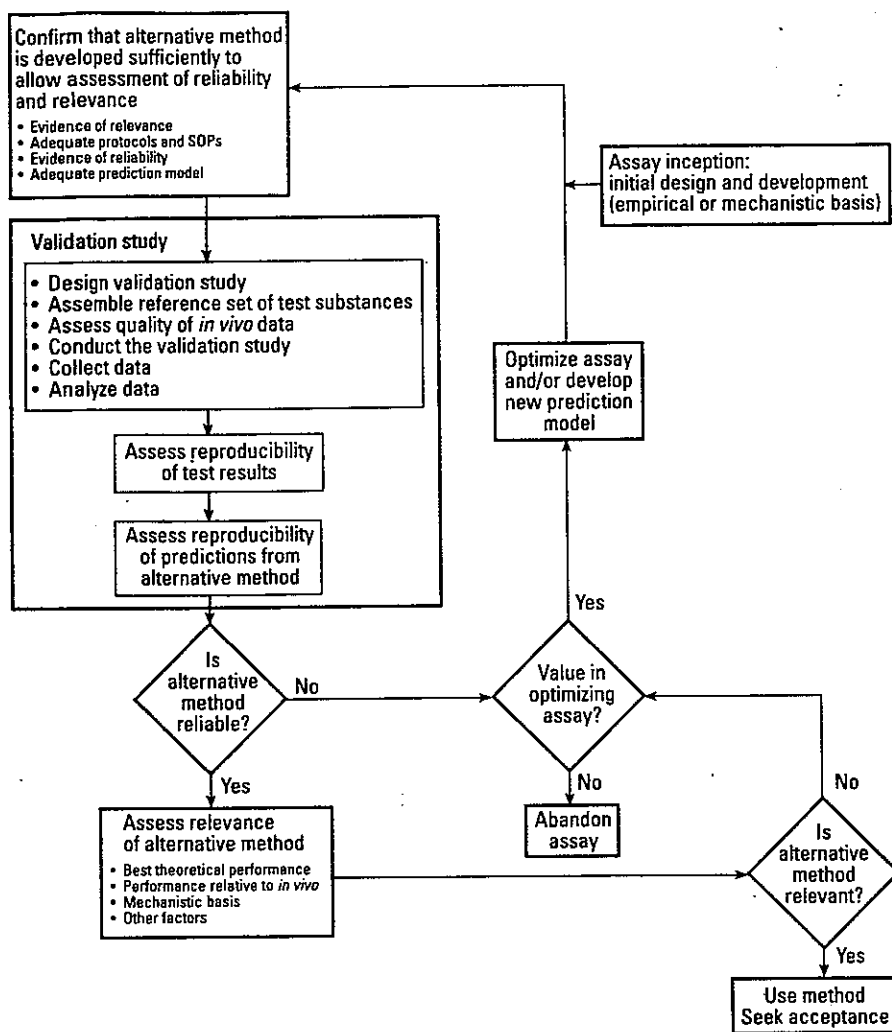 Confirm that alternative method
is developed sufficiently to
allow assessment of reliability
and relevance
• Evidence of relevance
• Adequate protocols and SOPs
• Evidence of reliability
• Adequate prediction model
Assay inception:
initial design and development
(empirical or mechanistic basis)
Validation study
• Design validation study
• Assemble reference set of test substances
• Assess quality of in vivo data
• Conduct the validation study
• Collect data
• Analyze data
Optimize assay
and/or develop
new prediction
model
Assess reproducibility
of test results
Assess reproducibility
of predictions from
alternative method
Yes
Is
alternative
method
reliable?
No
Value in
optimizing
assay?
Yes
No
No
Assess relevance
of alternative method
• Best theoretical performance
• Performance relative to in vivo
• Mechanistic basis
• Other factors
Abandon
assay
Is
alternative
method
relevant?
Yes
Use method
Seek acceptance